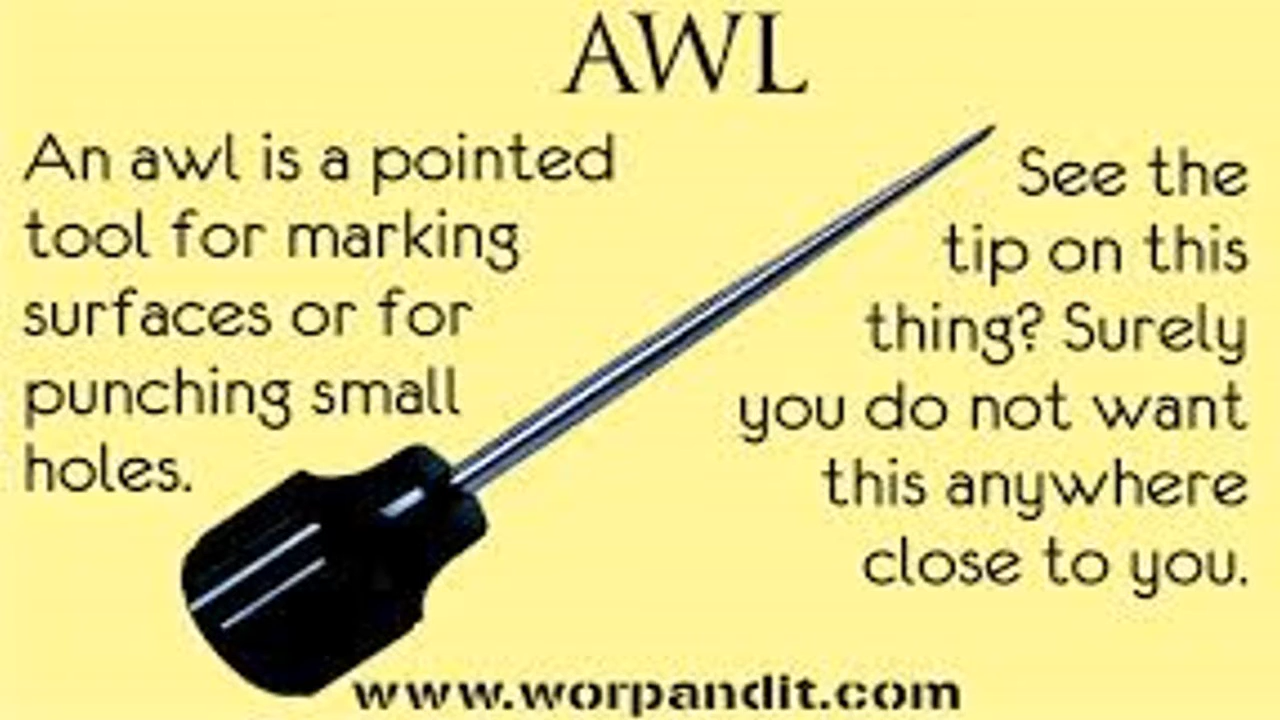 AWL
An awl is a pointed
tool for marking
surfaces or for
punching small
holes.
See the
tip on this
thing? Surely
you do not want
this anywhere
close to you.
www.worpandit.com